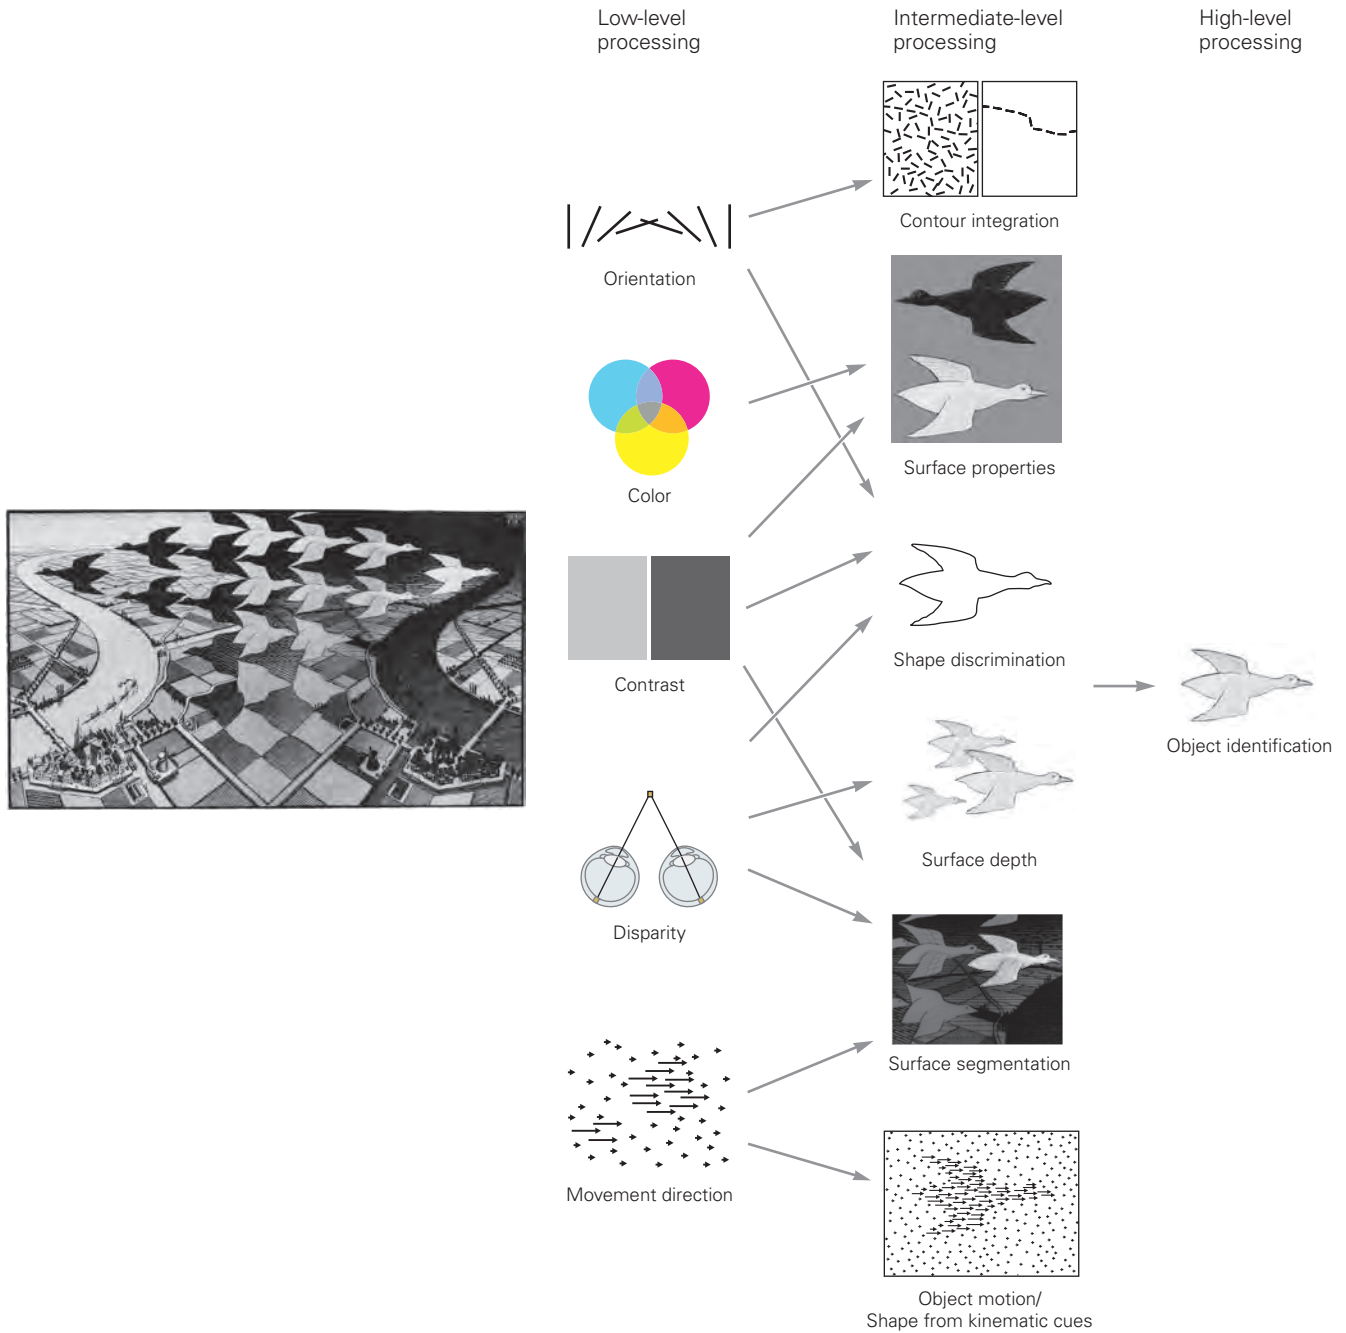 Low-level
processing
Intermediate-level
processing
High-level
processing
Orientation
Color
Contrast
Disparity
Movement direction
Contour integration
Surface properties
Shape discrimination
Surface depth
Surface segmentation
Object motion/
Shape from kinematic cues
Object identification